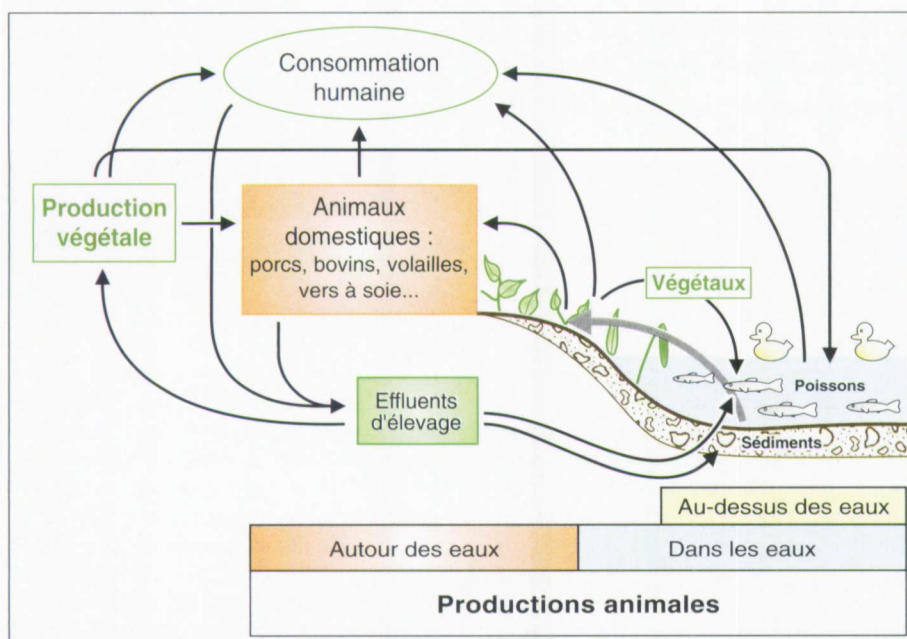 Consommation
humaine
Production
végétale
Animaux
domestiques :
porcs, bovins, volailles,
vers à soie...
Végétaux
Poissons
Effluents
d'élevage
Sédiments
Au-dessus des eaux
Autour des eaux
Dans les eaux
Productions animales